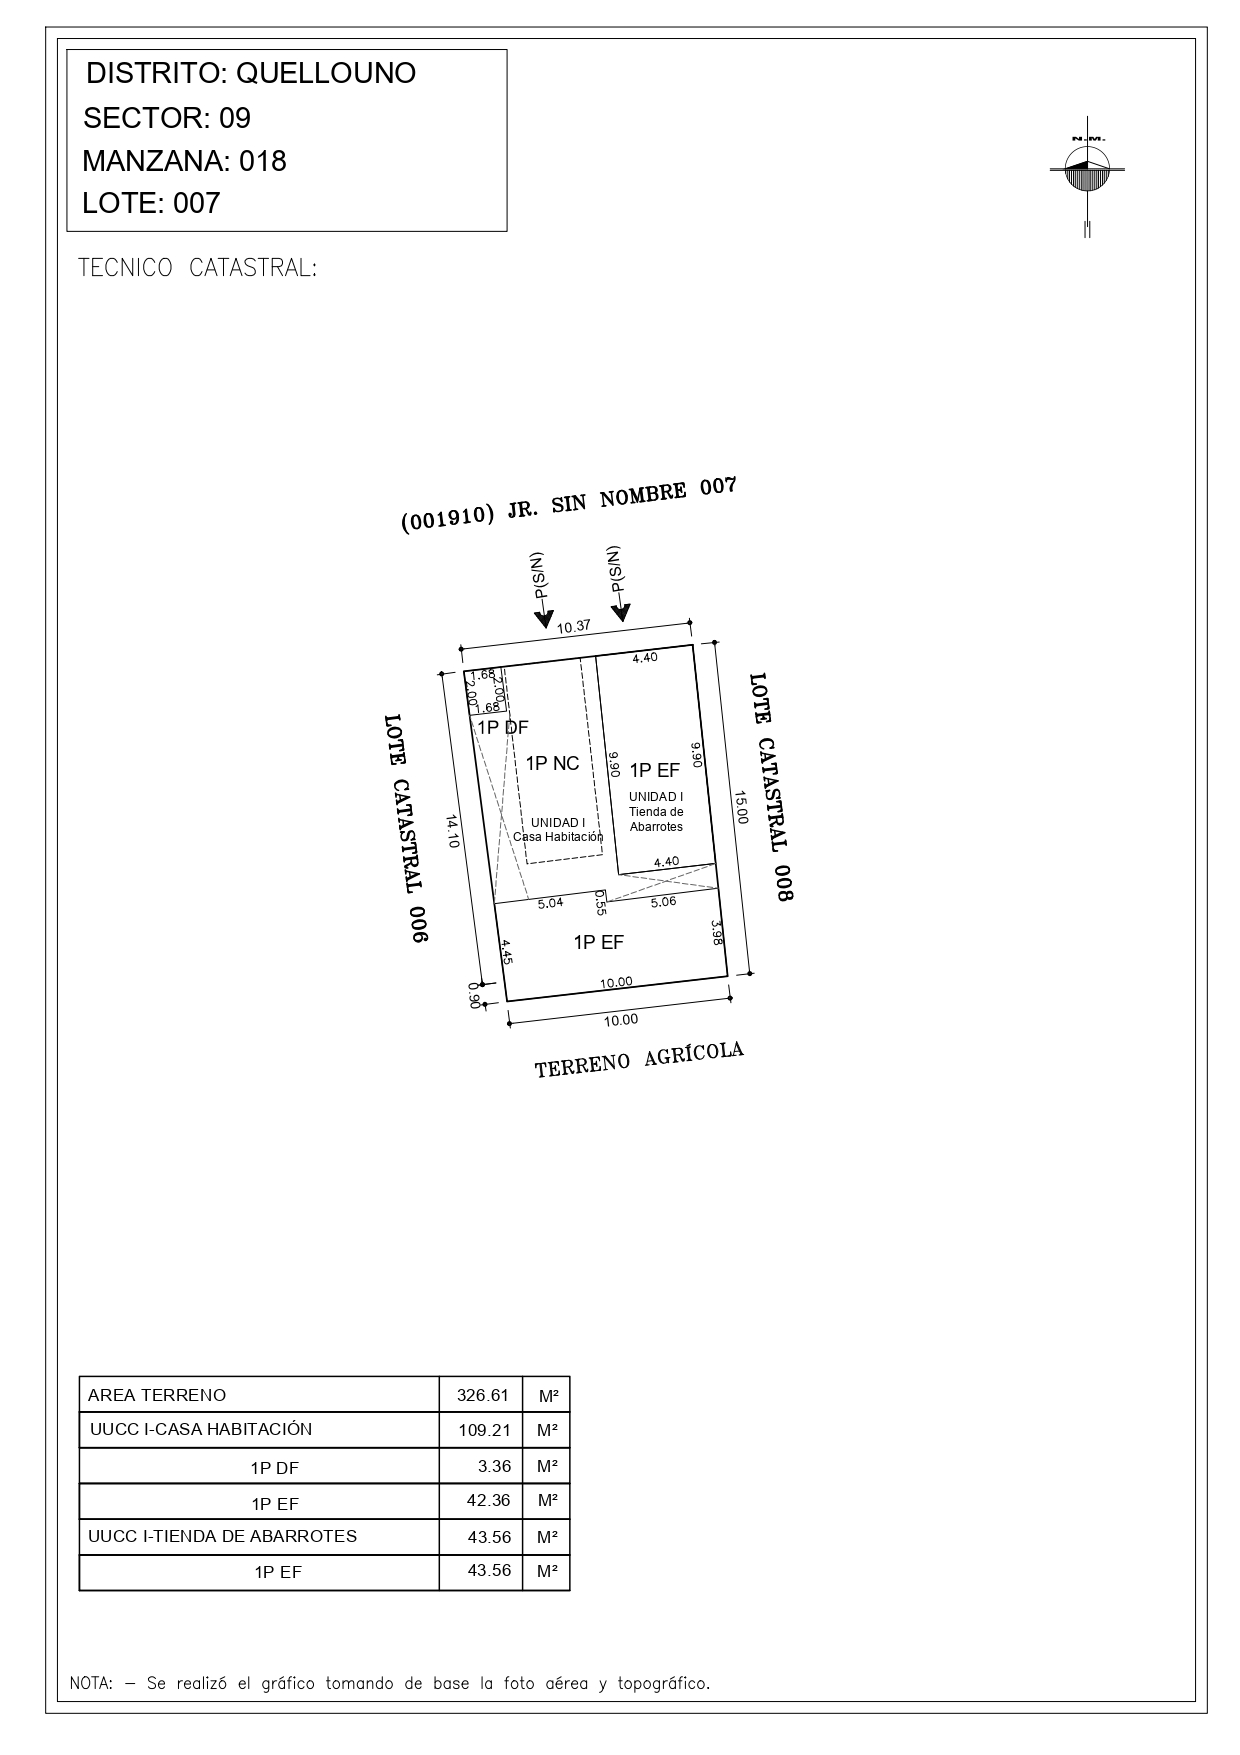 DISTRITO: QUELLOUNO
SECTOR: 09
MANZANA: 018
LOTE: 007
N.M.
TECNICO CATASTRAL:
(001910) JR. SIN NOMBRE 007
P(S/N)
P(S/N)
10.37
4.40
1.68
2.00
2.00
1.68
1P DF
LOTE CATASTRAL 006
LOTE CATASTRAL 008
1P NC
9.90
1P EF
9.90
UNIDAD I
Tienda de
Abarrotes
15.00
14.10
UNIDAD I
Casa Habitación
4.40
5.04
0.55
5.06
1P EF
4.45
3.98
10.00
0.90
10.00
TERRENO AGRÍCOLA
AREA TERRENO 326.61 M²
UUCC I-CASA HABITACIÓN 109.21 M²
1P DF 3.36 M²
1P EF 42.36 M²
UUCC I-TIENDA DE ABARROTES 43.56 M²
1P EF 43.56 M²
NOTA: - Se realizó el gráfico tomando de base la foto aérea y topográfico.